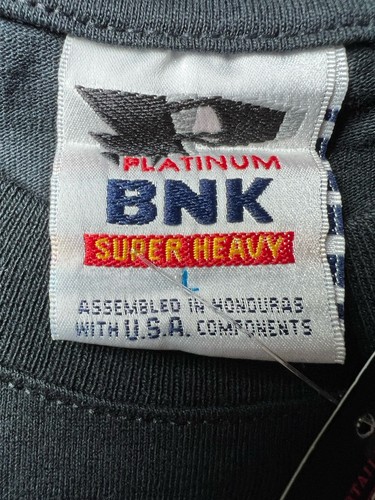 PLATINUM
BNK
SUPER HEAVY
L
ASSEMBLED IN HONDURAS
WITH U.S.A. COMPONENTS